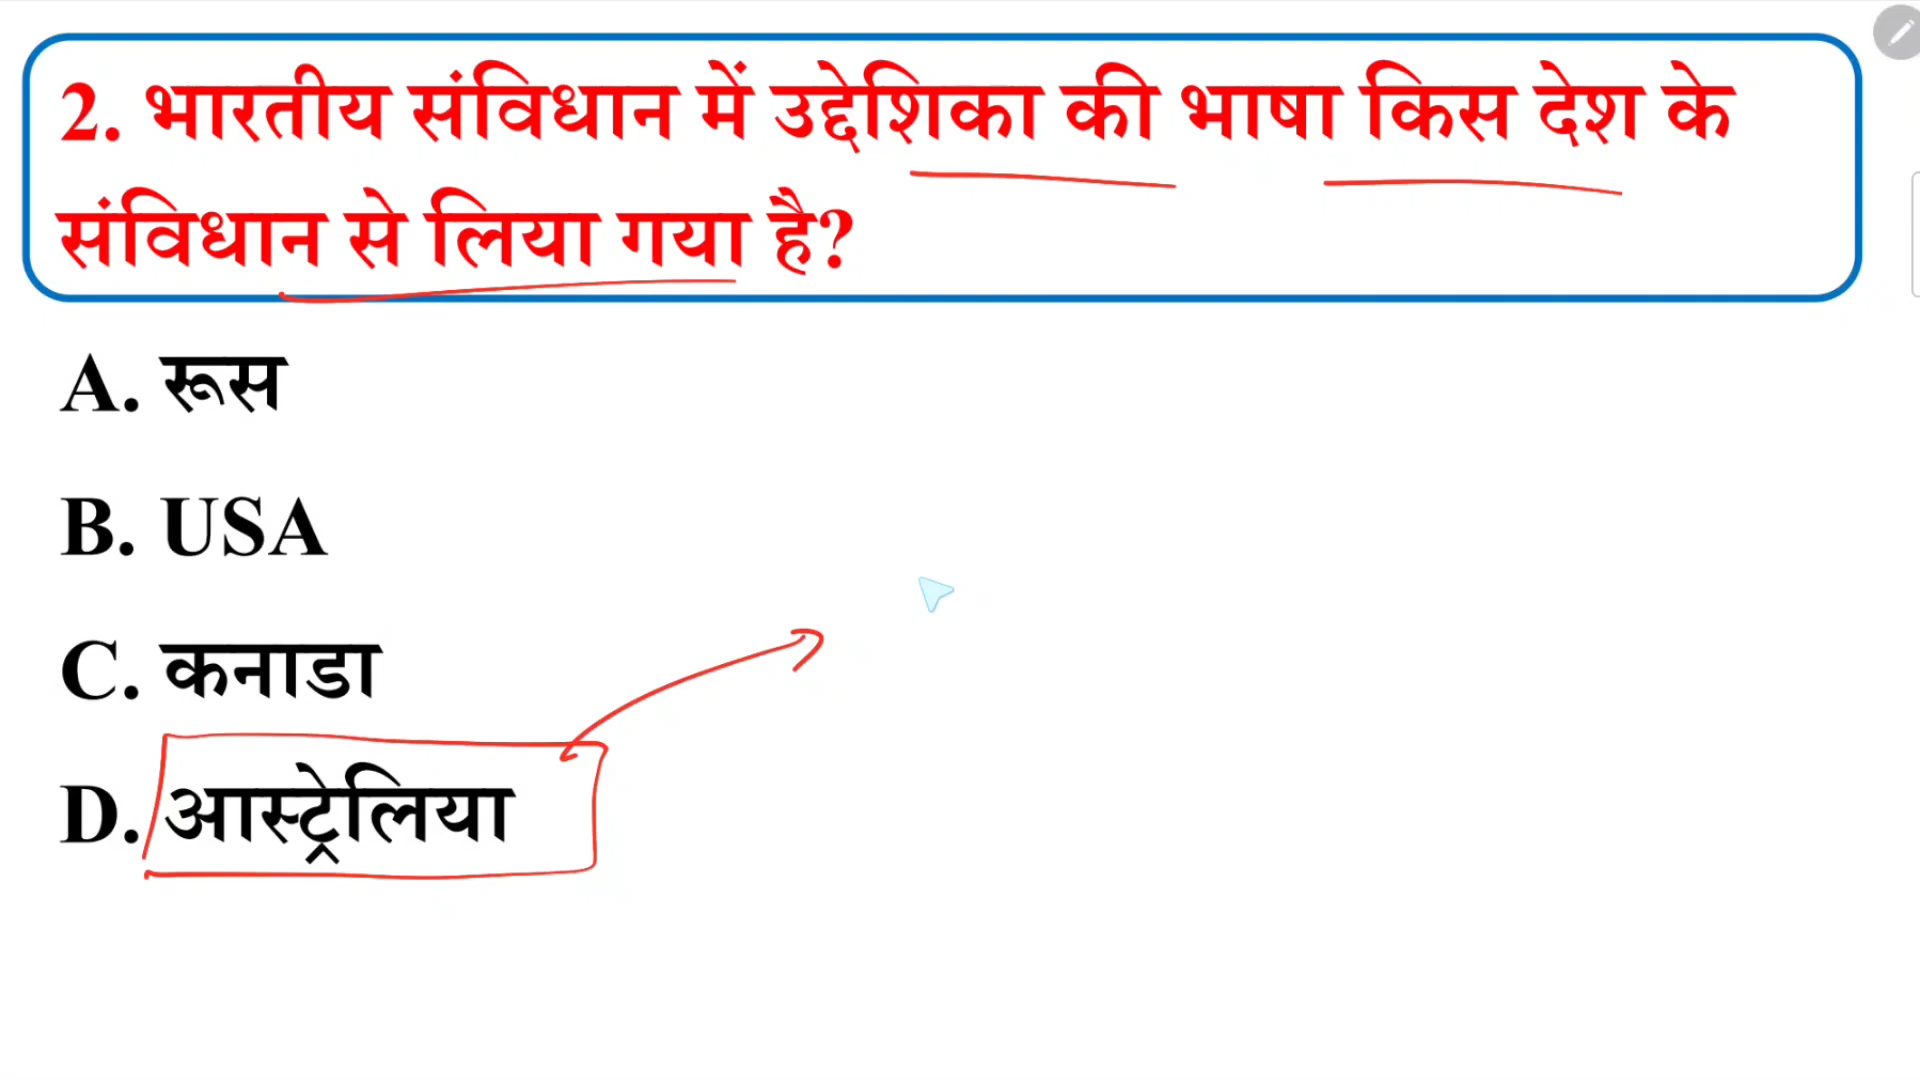 2. भारतीय संविधान में उद्देशिका की भाषा किस देश के
संविधान से लिया गया है?
A. रूस
B. USA
C. कनाडा
D. आस्ट्रेलिया